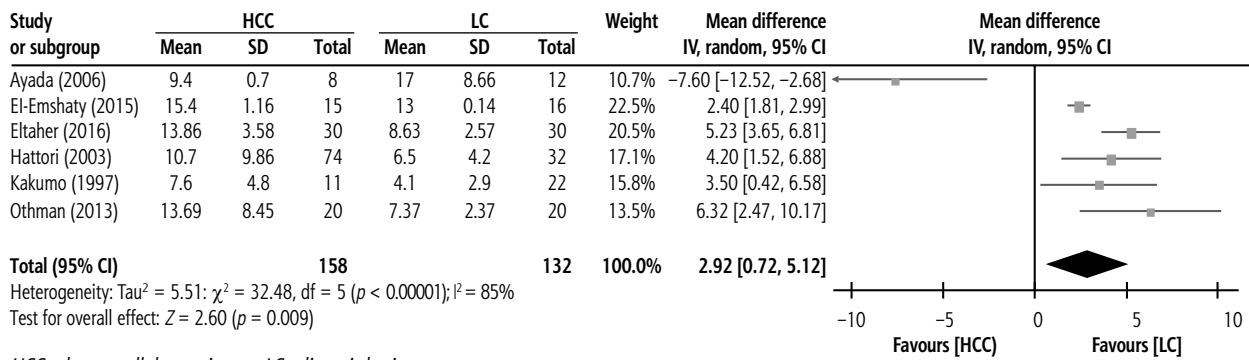 Study HCC LC Weight Mean difference Mean difference
or subgroup Mean SD Total Mean SD Total IV, random, 95% CI IV, random, 95% CI
Ayada (2006) 9.4 0.7 8 17 8.66 12 10.7% −7.60 [−12.52, −2.68]
El-Emshaty (2015) 15.4 1.16 15 13 0.14 16 22.5% 2.40 [1.81, 2.99]
Eltaher (2016) 13.86 3.58 30 8.63 2.57 30 20.5% 5.23 [3.65, 6.81]
Hattori (2003) 10.7 9.86 74 6.5 4.2 32 17.1% 4.20 [1.52, 6.88]
Kakumo (1997) 7.6 4.8 11 4.1 2.9 22 15.8% 3.50 [0.42, 6.58]
Othman (2013) 13.69 8.45 20 7.37 2.37 20 13.5% 6.32 [2.47, 10.17]
Total (95% CI) 158 132 100.0% 2.92 [0.72, 5.12]
Heterogeneity: Tau² = 5.51: χ² = 32.48, df = 5 (p < 0.00001); I² = 85%
Test for overall effect: Z = 2.60 (p = 0.009)
−10 −5 0 5 10
Favours [HCC] Favours [LC]